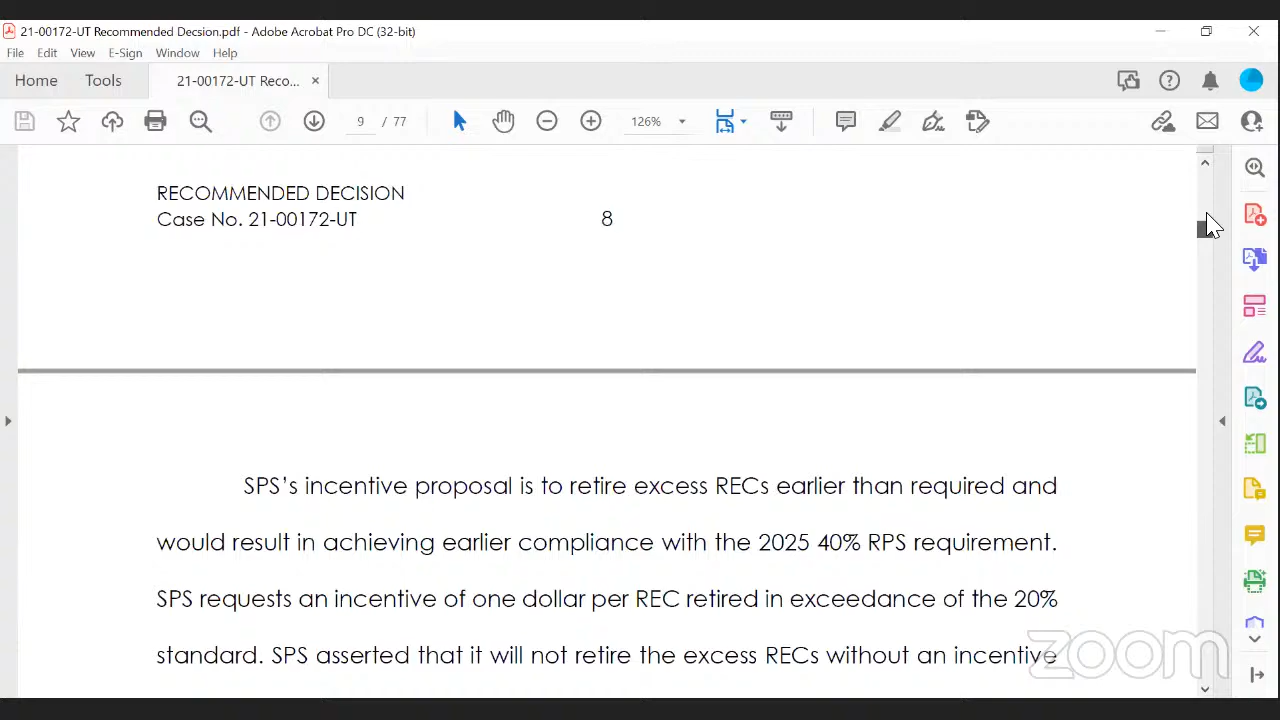 21-00172-UT Recommended Decsion.pdf - Adobe Acrobat Pro DC (32-bit)
File Edit View E-Sign Window Help
Home Tools 21-00172-UT Reco... ×
9 / 77 126%
RECOMMENDED DECISION
Case No. 21-00172-UT 8
SPS’s incentive proposal is to retire excess RECs earlier than required and
would result in achieving earlier compliance with the 2025 40% RPS requirement.
SPS requests an incentive of one dollar per REC retired in exceedance of the 20%
standard. SPS asserted that it will not retire the excess RECs without an incentive
zoom